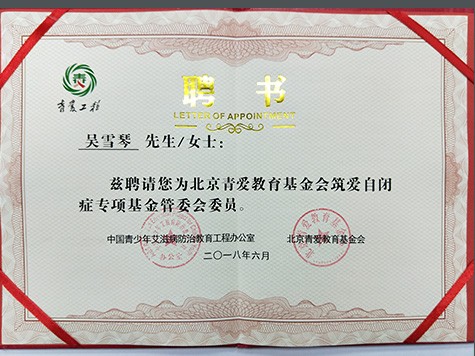 青爱工程
聘书
LETTER OF APPOINTMENT
吴雪琴 先生/女士：
兹聘请您为北京青爱教育基金会筑爱自闭
症专项基金管委会委员。
中国青少年艾滋病防治教育工程办公室 北京青爱教育基金会
二〇一八年六月